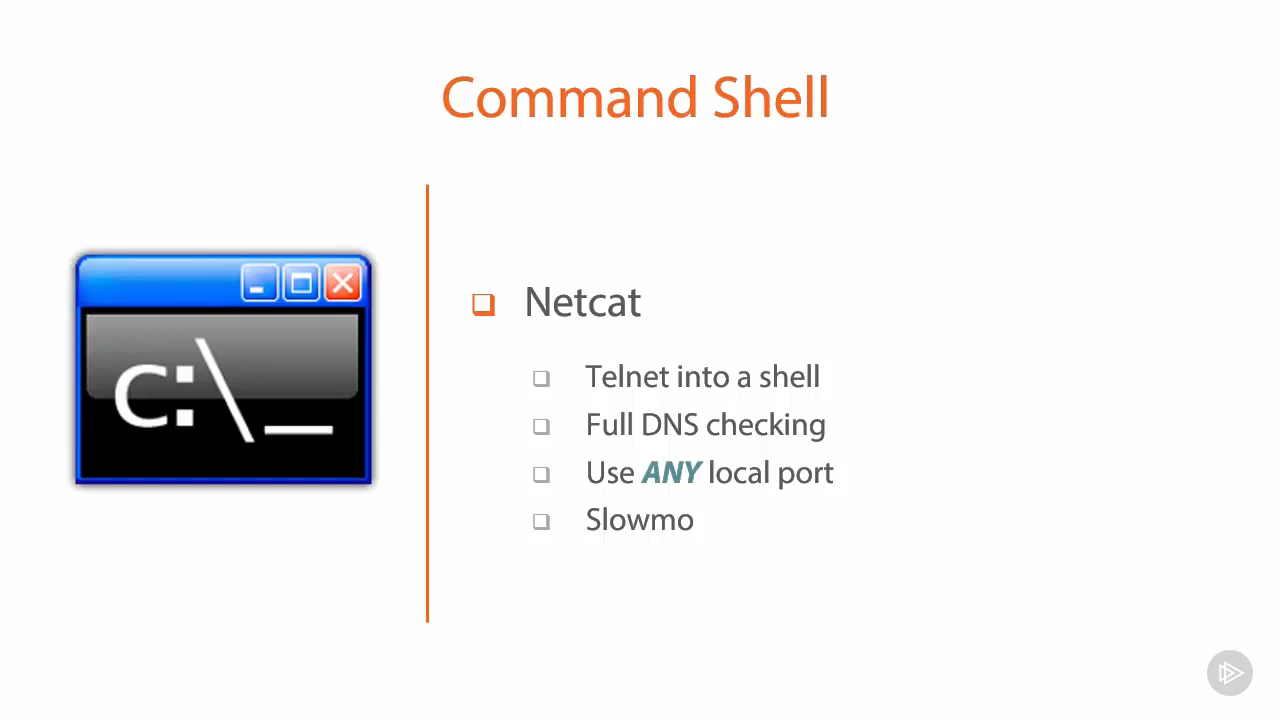 Command Shell
c:\_
Netcat
Telnet into a shell
Full DNS checking
Use ANY local port
Slowmo